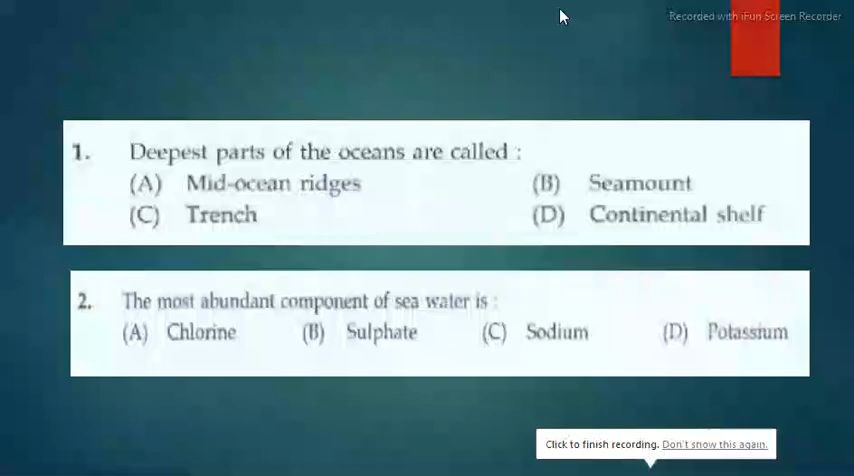 Recorded with iFun Screen Recorder
1. Deepest parts of the oceans are called :
(A) Mid-ocean ridges (B) Seamount
(C) Trench (D) Continental shelf
2. The most abundant component of sea water is :
(A) Chlorine (B) Sulphate (C) Sodium (D) Potassium
Click to finish recording. Don't show this again.